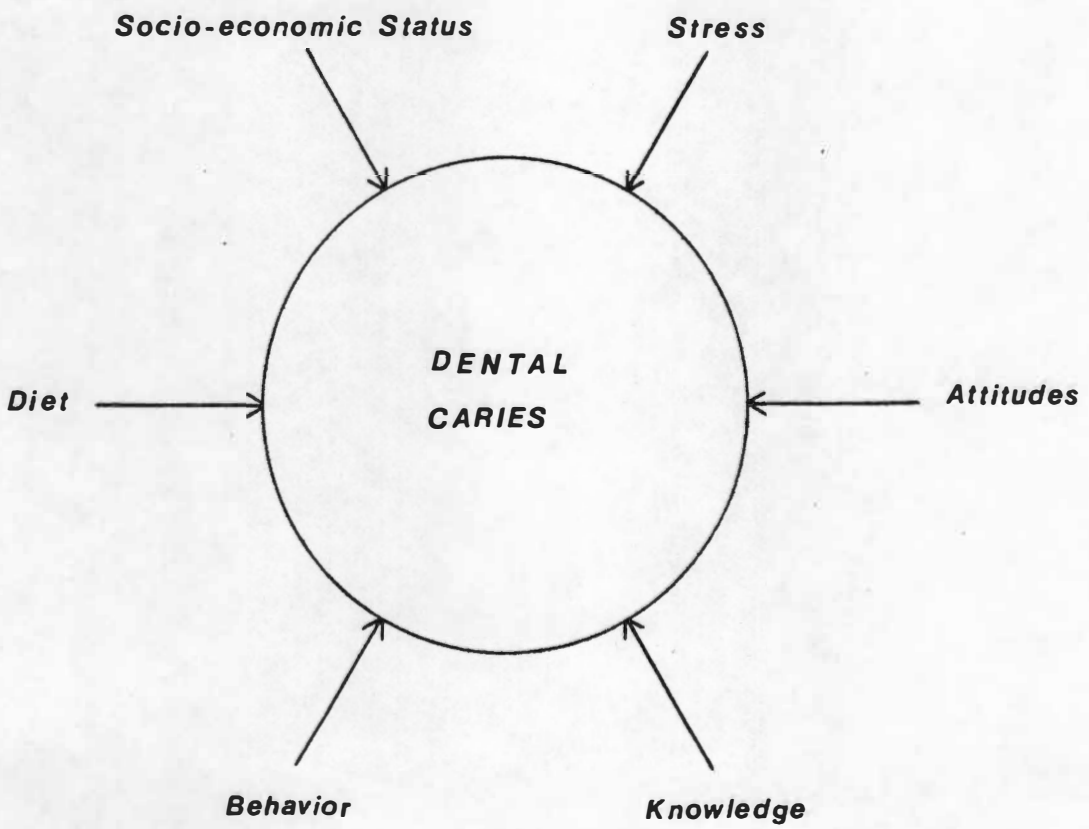 Socio-economic Status
Stress
DENTAL
CARIES
Diet
Attitudes
Behavior
Knowledge